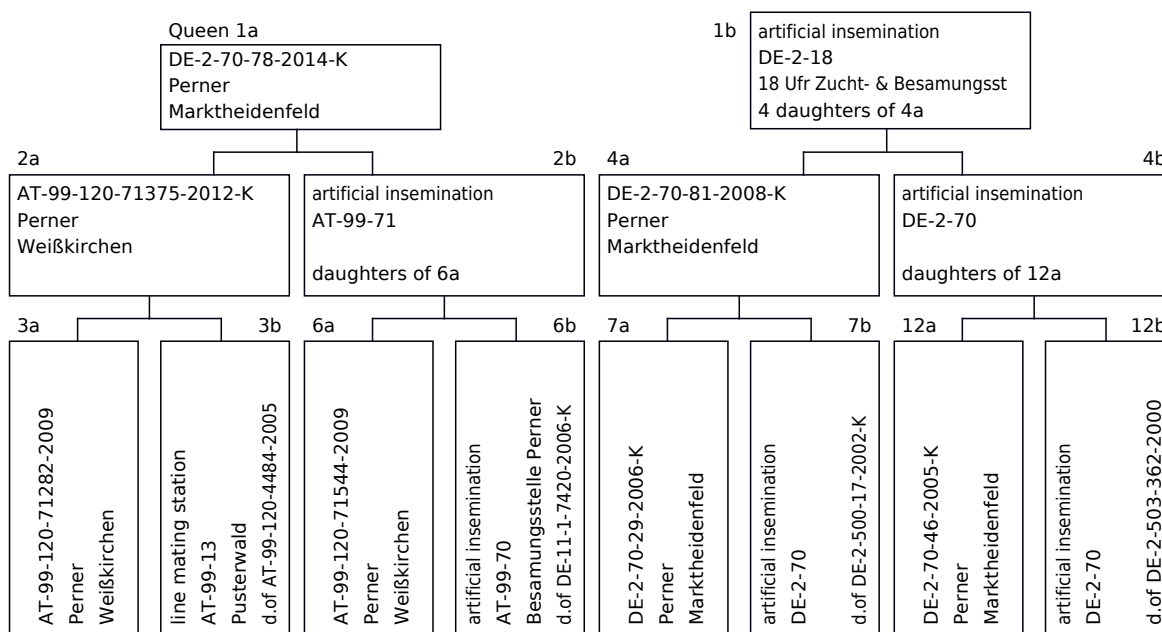 Queen 1a
DE-2-70-78-2014-K
Perner
Marktheidenfeld
1b
artificial insemination
DE-2-18
18 Ufr Zucht- & Besamungsst
4 daughters of 4a
2a
AT-99-120-71375-2012-K
Perner
Weißkirchen
2b
artificial insemination
AT-99-71
daughters of 6a
4a
DE-2-70-81-2008-K
Perner
Marktheidenfeld
4b
artificial insemination
DE-2-70
daughters of 12a
3a
AT-99-120-71282-2009
Perner
Weißkirchen
3b
line mating station
AT-99-13
Pusterwald
d.of AT-99-120-4484-2005
6a
AT-99-120-71544-2009
Perner
Weißkirchen
6b
artificial insemination
AT-99-70
Besamungsstelle Perner
d.of DE-11-1-7420-2006-K
7a
DE-2-70-29-2006-K
Perner
Marktheidenfeld
7b
artificial insemination
DE-2-70
d.of DE-2-500-17-2002-K
12a
DE-2-70-46-2005-K
Perner
Marktheidenfeld
12b
artificial insemination
DE-2-70
d.of DE-2-503-362-2000